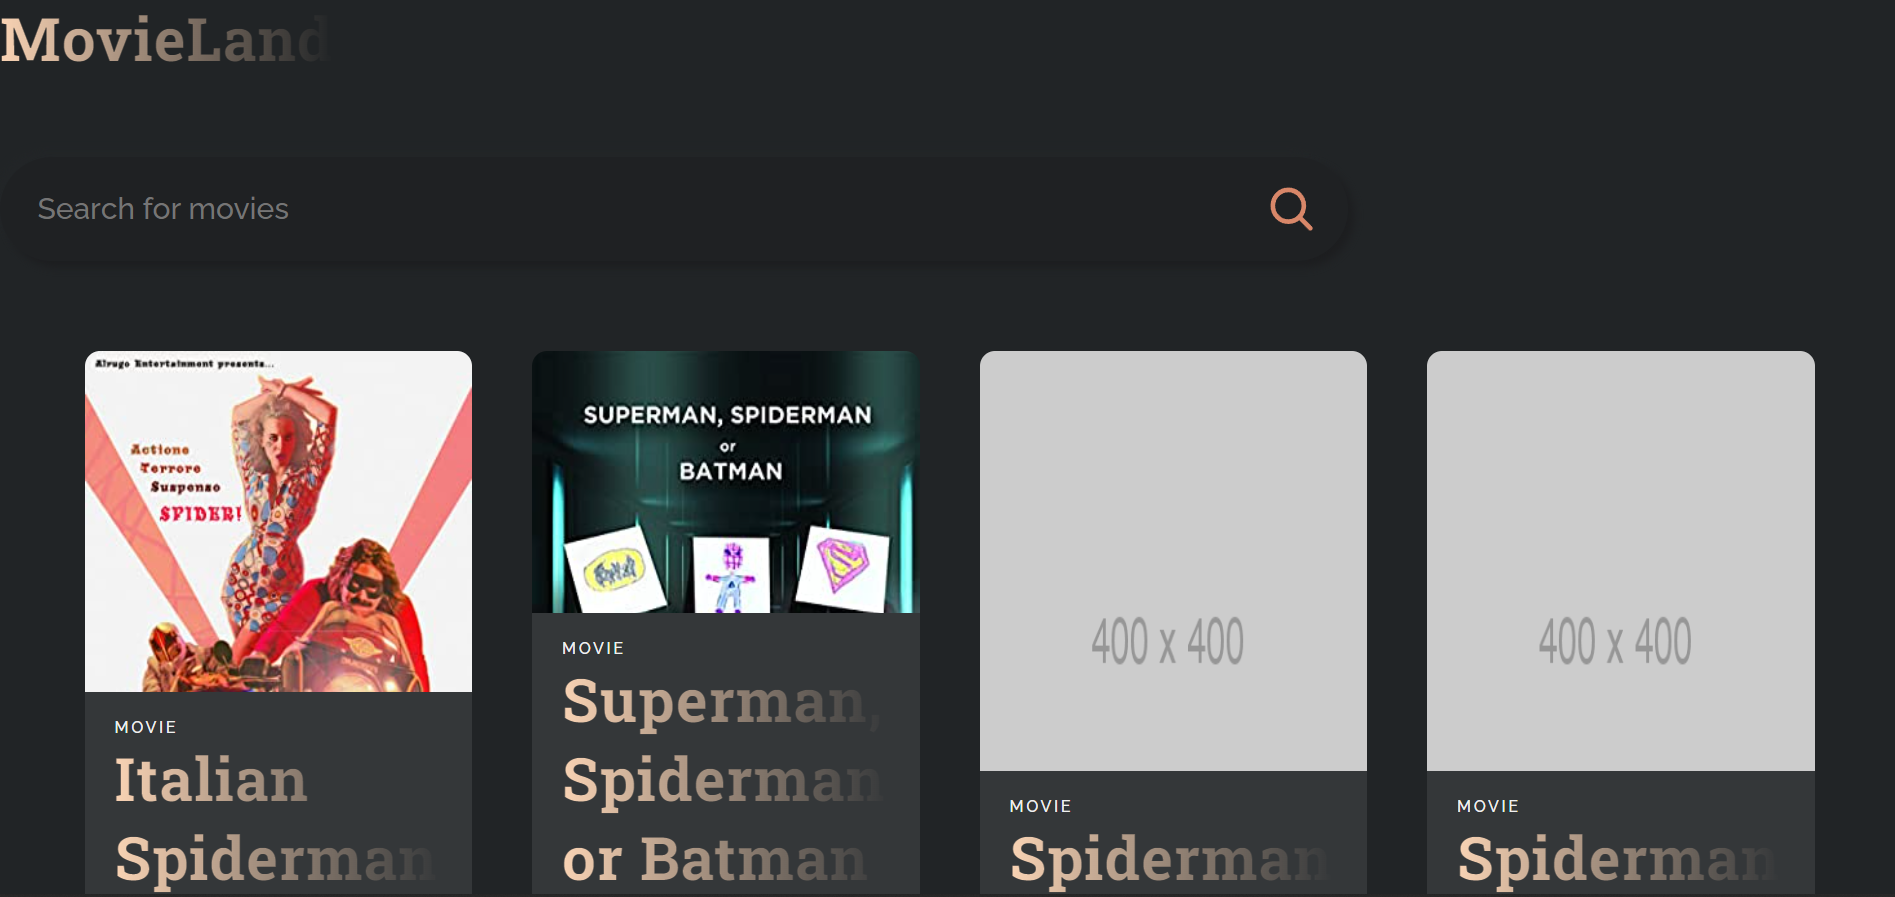 MovieLand
Search for movies
Alrugo Entertainment presents...
Actione
Terrore
Suspenso
SPIDER!
MOVIE
Italian
Spiderman
SUPERMAN, SPIDERMAN
or
BATMAN
MOVIE
Superman,
Spiderman
or Batman
400 x 400
MOVIE
Spiderman
400 x 400
MOVIE
Spiderman